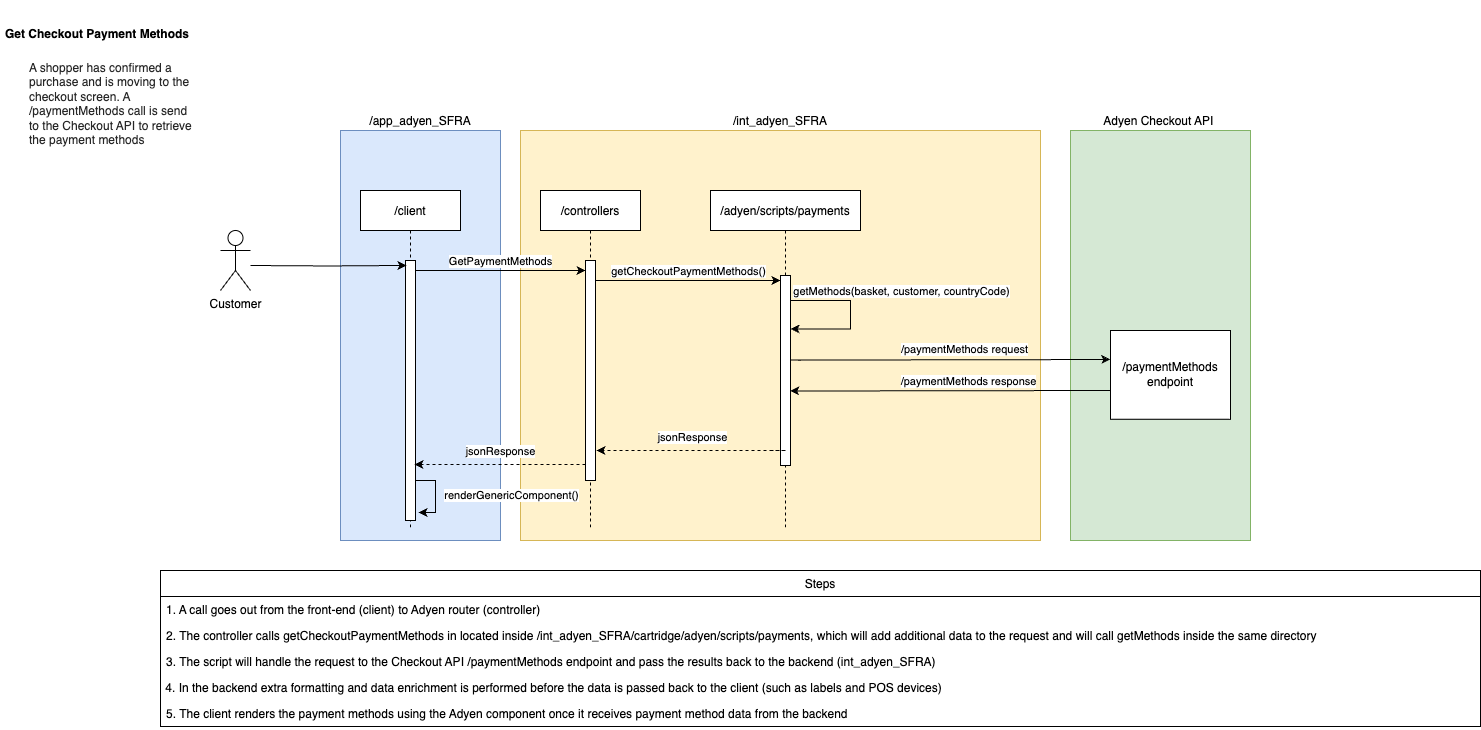 Get Checkout Payment Methods
A shopper has confirmed a
purchase and is moving to the
checkout screen. A
/paymentMethods call is send
to the Checkout API to retrieve
the payment methods
/app_adyen_SFRA
/int_adyen_SFRA
Adyen Checkout API
/client
/controllers
/adyen/scripts/payments
Customer
GetPaymentMethods
getCheckoutPaymentMethods()
getMethods(basket, customer, countryCode)
/paymentMethods request
/paymentMethods
endpoint
/paymentMethods response
jsonResponse
jsonResponse
renderGenericComponent()
Steps
1. A call goes out from the front-end (client) to Adyen router (controller)
2. The controller calls getCheckoutPaymentMethods in located inside /int_adyen_SFRA/cartridge/adyen/scripts/payments, which will add additional data to the request and will call getMethods inside the same directory
3. The script will handle the request to the Checkout API /paymentMethods endpoint and pass the results back to the backend (int_adyen_SFRA)
4. In the backend extra formatting and data enrichment is performed before the data is passed back to the client (such as labels and POS devices)
5. The client renders the payment methods using the Adyen component once it receives payment method data from the backend